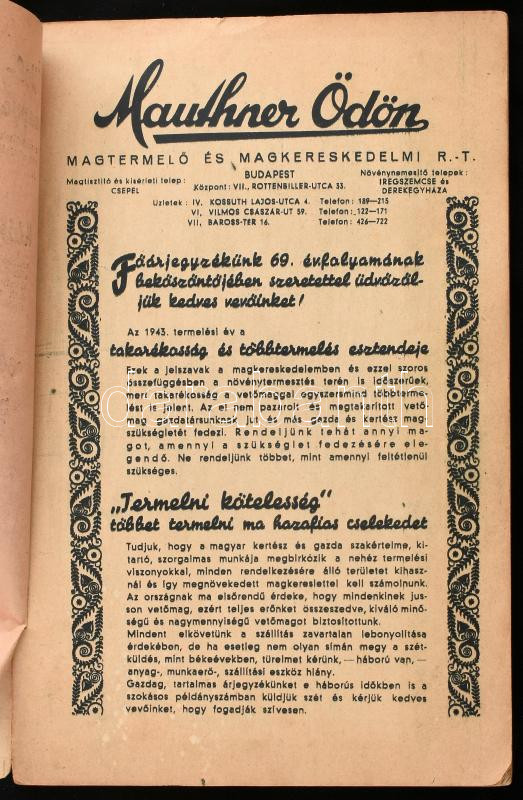 Mauthner Ödön
MAGTERMELŐ ÉS MAGKERESKEDELMI R.-T.
BUDAPEST
Központ: VII., ROTTENBILLER-UTCA 33.
Magtisztító és kísérleti telep:
CSEPEL
Növénynemesítő telepek:
IREGSZEMCSE és
DEREKEGYHÁZA
Üzletek: IV. KOSSUTH LAJOS-UTCA 4. Telefon: 189—215
VI. VILMOS CSÁSZÁR-UT 59. Telefon: 122—171
VII. BAROSS-TÉR 16. Telefon: 426—722
Főárjegyzékünk 69. évfolyamának
beköszöntőjében szeretettel üdvözöl-
jük kedves vevőinket!
Az 1943. termelési év a
takarékosság és többtermelés esztendeje
Ezek a jelszavak a magkereskedelemben és ezzel szoros
összefüggésben a növénytermesztés terén is időszerűek,
mert takarékosság a vetőmaggal egyszersmind többterme-
lést is jelent. Az el nem pazarolt és megtakarított vető-
mag gazdatársunknak jut és más gazda és kertész mag-
szükségletét fedezi. Rendeljünk tehát annyi ma-
got, amennyi a szükséglet fedezésére ele-
gendő. Ne rendeljünk többet, mint amennyi feltétlenül
szükséges.
„Termelni kötelesség"
többet termelni ma hazafias cselekedet
Tudjuk, hogy a magyar kertész és gazda szakértelme, ki-
tartó, szorgalmas munkája megbirkózik a nehéz termelési
viszonyokkal, minden rendelkezésére álló területet kihasz-
nál és így megnövekedett magkereslettel kell számolnunk.
Az országnak ma elsőrendű érdeke, hogy mindenkinek jus-
son vetőmag, ezért teljes erőnket összeszedve, kiváló minő-
ségű és nagymennyiségű vetőmagot biztosítottunk.
Mindent elkövetünk a szállítás zavartalan lebonyolítása
érdekében, de ha esetleg nem olyan simán megy a szét-
küldés, mint békeévekben, türelmet kérünk, — háború van, —
anyag-, munkaerő-, szállítási eszköz hiány.
Gazdag, tartalmas árjegyzékünket e háborús időkben is a
szokásos példányszámban küldjük szét és kérjük kedves
vevőinket, hogy fogadják szívesen.